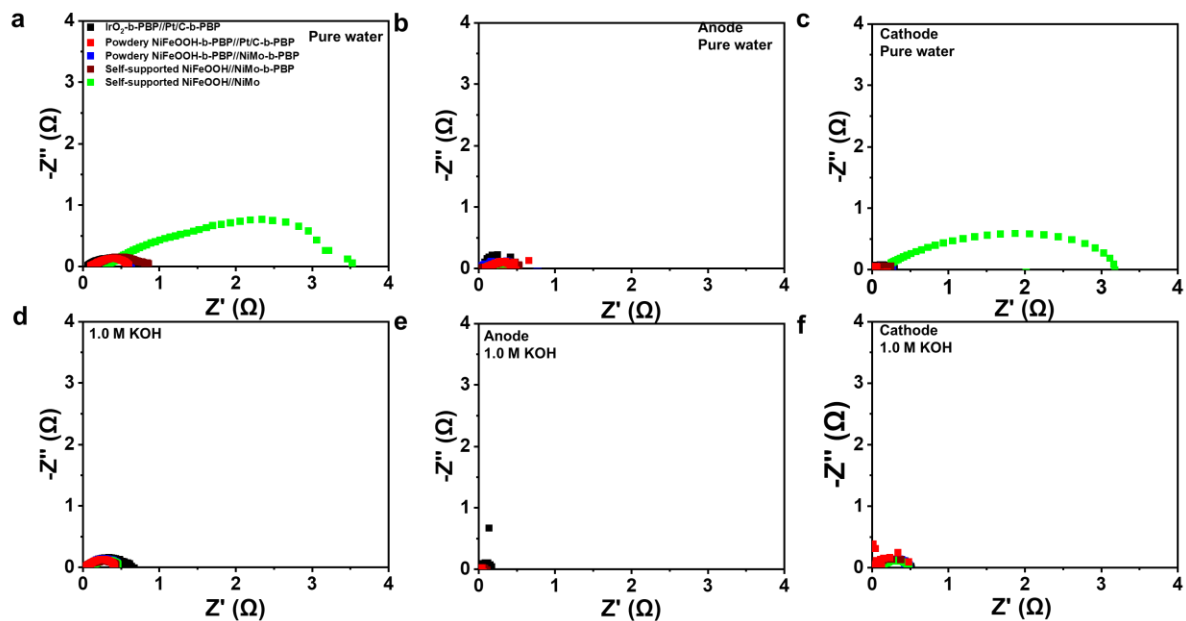 a
4
3
2
1
0
-Z'' (Ω)
IrO2-b-PBP//Pt/C-b-PBP
Powdery NiFeOOH-b-PBP//Pt/C-b-PBP
Powdery NiFeOOH-b-PBP//NiMo-b-PBP
Self-supported NiFeOOH//NiMo-b-PBP
Self-supported NiFeOOH//NiMo
Pure water
0 1 2 3 4
Z' (Ω)
b
4
3
2
1
0
-Z'' (Ω)
Anode
Pure water
0 1 2 3 4
Z' (Ω)
c
4
3
2
1
0
-Z'' (Ω)
Cathode
Pure water
0 1 2 3 4
Z' (Ω)
d
4
3
2
1
0
-Z'' (Ω)
1.0 M KOH
0 1 2 3 4
Z' (Ω)
e
4
3
2
1
0
-Z'' (Ω)
Anode
1.0 M KOH
0 1 2 3 4
Z' (Ω)
f
4
3
2
1
0
-Z'' (Ω)
Cathode
1.0 M KOH
0 1 2 3 4
Z' (Ω)